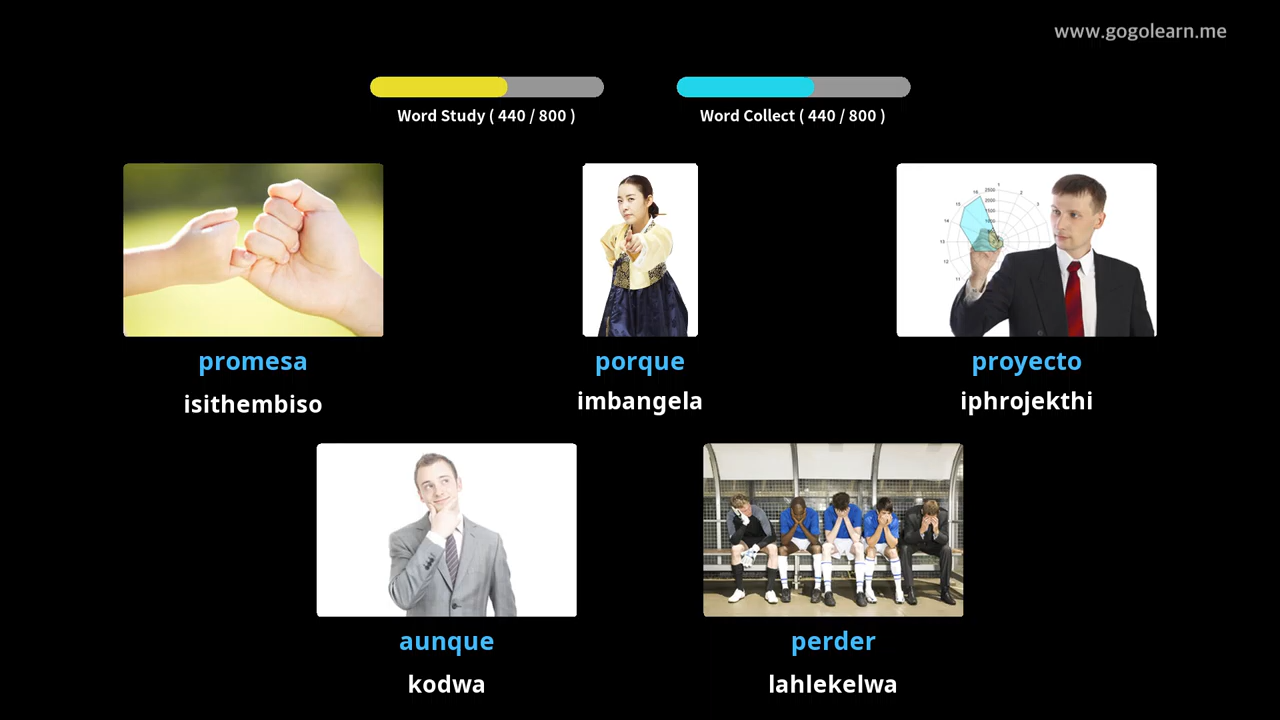 www.gogolearn.me
Word Study ( 440 / 800 )
Word Collect ( 440 / 800 )
promesa
isithembiso
porque
imbangela
proyecto
iphrojekthi
aunque
kodwa
perder
lahlekelwa